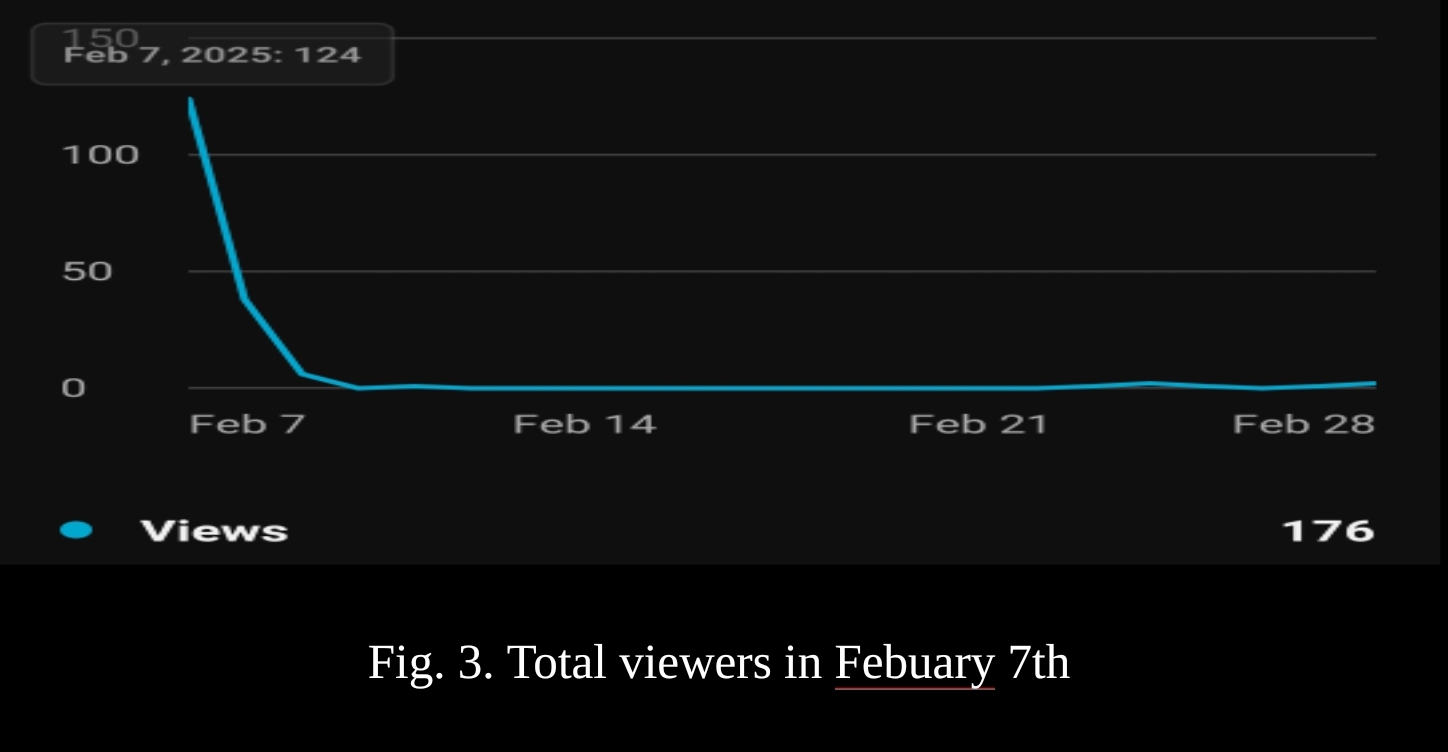 150
Feb 7, 2025: 124
100
50
0
Feb 7 Feb 14 Feb 21 Feb 28
Views 176
Fig. 3. Total viewers in Febuary 7th